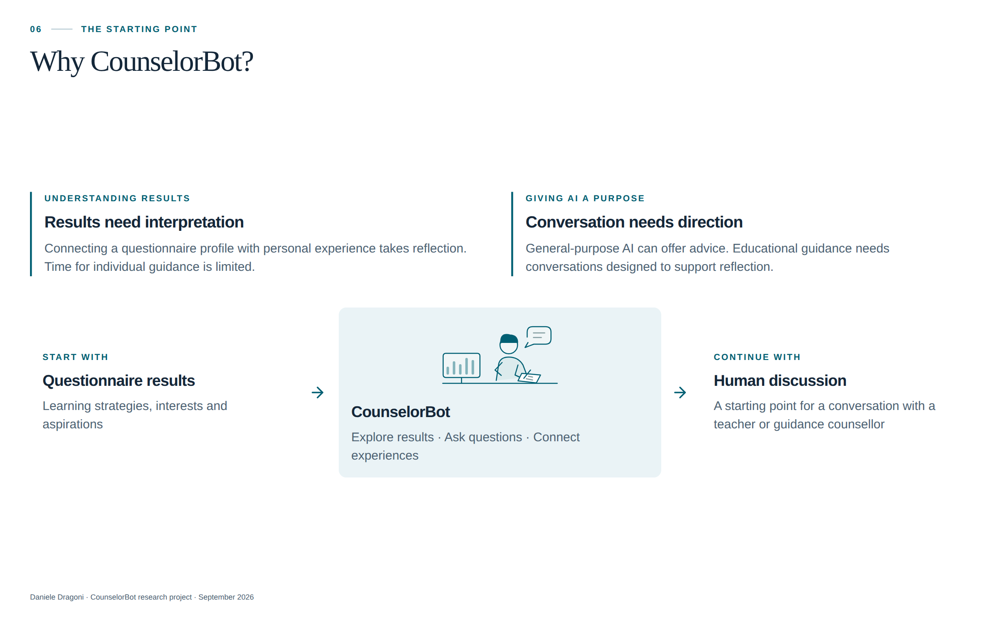 06 THE STARTING POINT
Why CounselorBot?
UNDERSTANDING RESULTS
Results need interpretation
Connecting a questionnaire profile with personal experience takes reflection.
Time for individual guidance is limited.
GIVING AI A PURPOSE
Conversation needs direction
General-purpose AI can offer advice. Educational guidance needs
conversations designed to support reflection.
START WITH
Questionnaire results
Learning strategies, interests and
aspirations
CounselorBot
Explore results · Ask questions · Connect
experiences
CONTINUE WITH
Human discussion
A starting point for a conversation with a
teacher or guidance counsellor
Daniele Dragoni · CounselorBot research project · September 2026